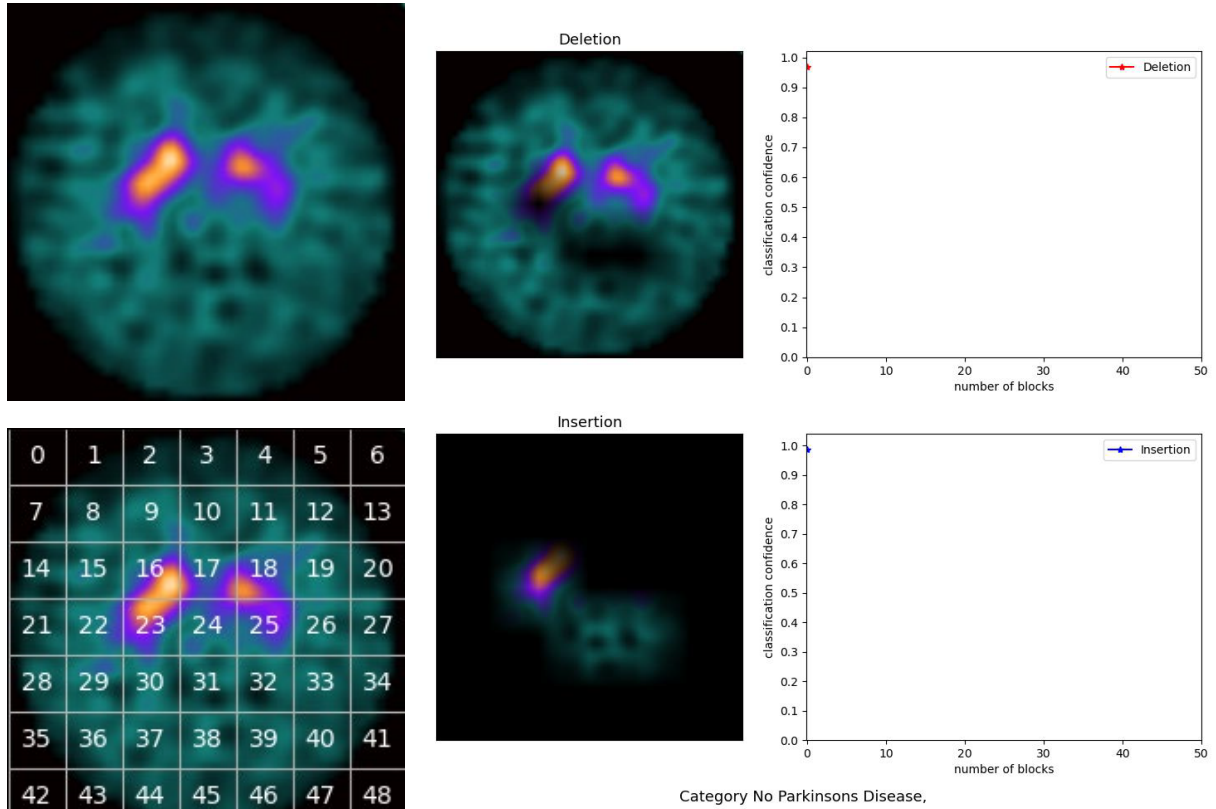 Deletion
1.0
0.9
0.8
0.7
0.6
0.5
0.4
0.3
0.2
0.1
0.0
classification confidence
Deletion
0 10 20 30 40 50
number of blocks
0 1 2 3 4 5 6
7 8 9 10 11 12 13
14 15 16 17 18 19 20
21 22 23 24 25 26 27
28 29 30 31 32 33 34
35 36 37 38 39 40 41
42 43 44 45 46 47 48
Insertion
1.0
0.9
0.8
0.7
0.6
0.5
0.4
0.3
0.2
0.1
0.0
classification confidence
Insertion
0 10 20 30 40 50
number of blocks
Category No Parkinsons Disease,